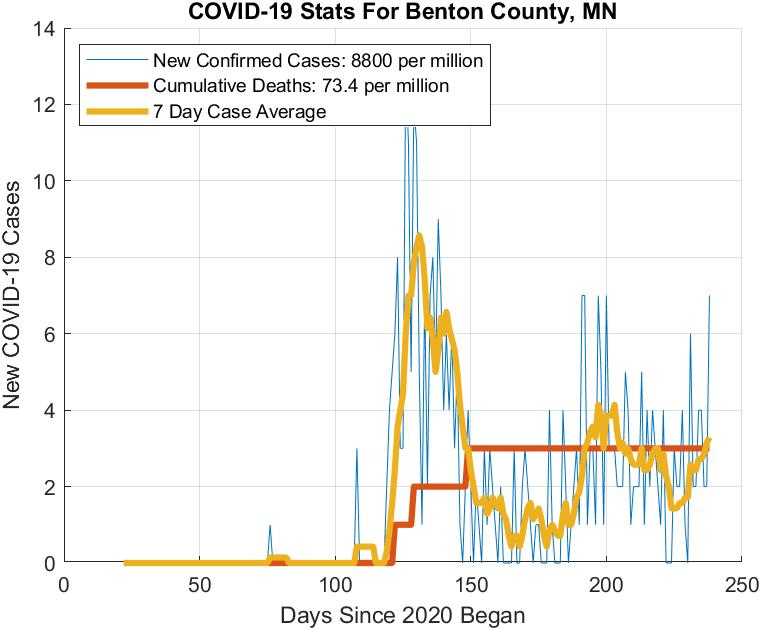 COVID-19 Stats For Benton County, MN
New Confirmed Cases: 8800 per million
Cumulative Deaths: 73.4 per million
7 Day Case Average
New COVID-19 Cases
14
12
10
8
6
4
2
0
0 50 100 150 200 250
Days Since 2020 Began